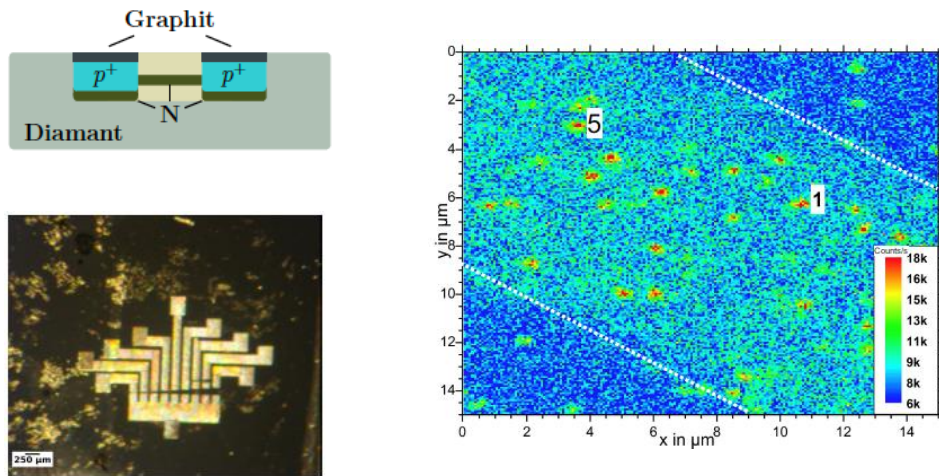 Graphit
p+ p+
N
Diamant
250 µm
y in µm
0
2
4
6
8
10
12
14
5
1
Counts/s
18k
16k
15k
13k
11k
9k
8k
6k
0 2 4 6 8 10 12 14
x in µm